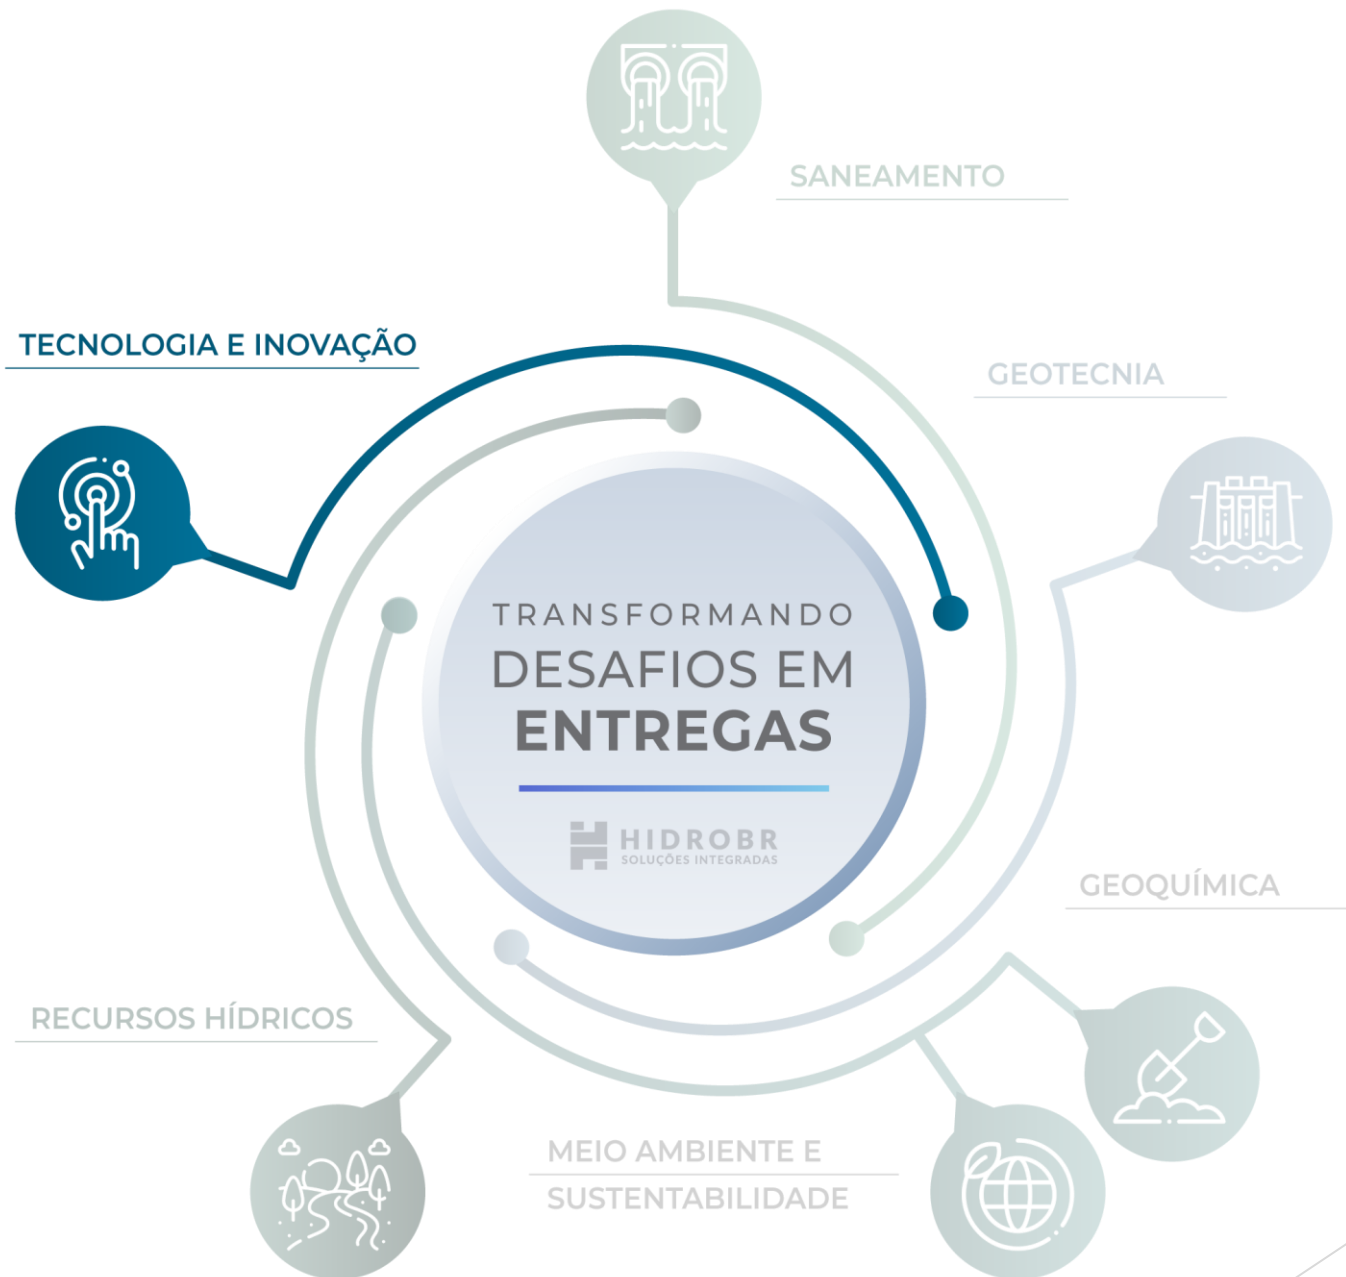 SANEAMENTO
TECNOLOGIA E INOVAÇÃO
GEOTECNIA
TRANSFORMANDO
DESAFIOS EM
ENTREGAS
HIDROBR
SOLUÇÕES INTEGRADAS
GEOQUÍMICA
RECURSOS HÍDRICOS
MEIO AMBIENTE E
SUSTENTABILIDADE